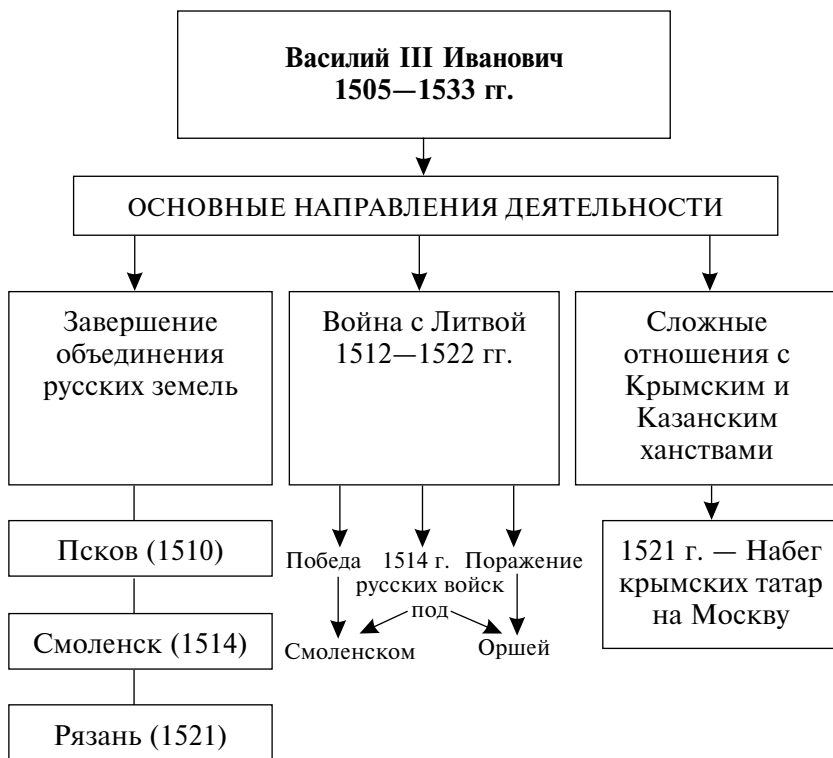 Василий III Иванович
1505—1533 гг.
ОСНОВНЫЕ НАПРАВЛЕНИЯ ДЕЯТЕЛЬНОСТИ
Завершение
объединения
русских земель
Псков (1510)
Смоленск (1514)
Рязань (1521)
Война с Литвой
1512—1522 гг.
Победа 1514 г. Поражение
русских войск
под
Смоленском Оршей
Сложные
отношения с
Крымским и
Казанским
ханствами
1521 г. — Набег
крымских татар
на Москву